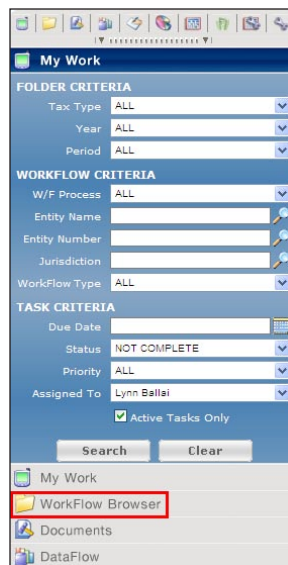 My Work
FOLDER CRITERIA
Tax Type ALL
Year ALL
Period ALL
WORKFLOW CRITERIA
W/F Process ALL
Entity Name
Entity Number
Jurisdiction
WorkFlow Type ALL
TASK CRITERIA
Due Date
Status NOT COMPLETE
Priority ALL
Assigned To Lynn Ballai
Active Tasks Only
Search Clear
My Work
WorkFlow Browser
Documents
DataFlow